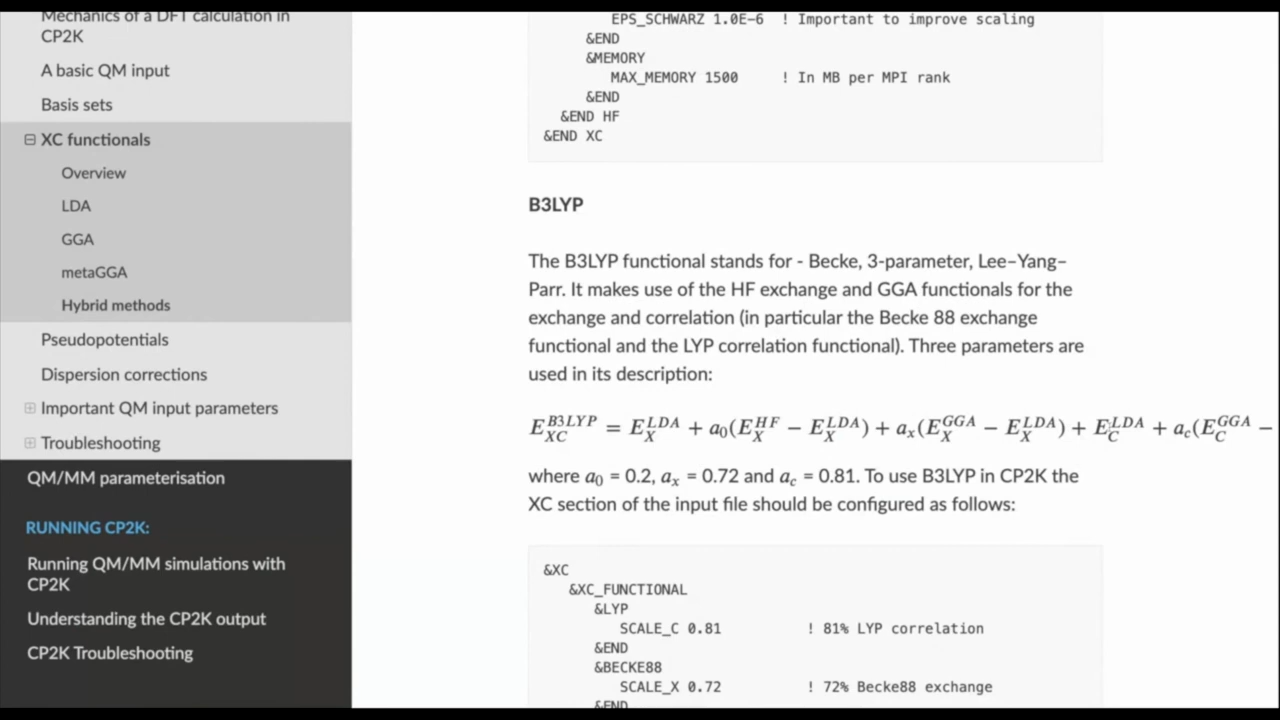 Mechanics of a DFT calculation in
CP2K
A basic QM input
Basis sets
XC functionals
Overview
LDA
GGA
metaGGA
Hybrid methods
Pseudopotentials
Dispersion corrections
Important QM input parameters
Troubleshooting
QM/MM parameterisation
RUNNING CP2K:
Running QM/MM simulations with
CP2K
Understanding the CP2K output
CP2K Troubleshooting
EPS_SCHWARZ 1.0E-6 ! Important to improve scaling
&END
&MEMORY
MAX_MEMORY 1500 ! In MB per MPI rank
&END
&END HF
&END XC
B3LYP
The B3LYP functional stands for - Becke, 3-parameter, Lee–Yang–
Parr. It makes use of the HF exchange and GGA functionals for the
exchange and correlation (in particular the Becke 88 exchange
functional and the LYP correlation functional). Three parameters are
used in its description:
E_{XC}^{B3LYP} = E_X^{LDA} + a_0(E_X^{HF} − E_X^{LDA}) + a_x(E_X^{GGA} − E_X^{LDA}) + E_C^{LDA} + a_c(E_C^{GGA} −
where a_0 = 0.2, a_x = 0.72 and a_c = 0.81. To use B3LYP in CP2K the
XC section of the input file should be configured as follows:
&XC
&XC_FUNCTIONAL
&LYP
SCALE_C 0.81 ! 81% LYP correlation
&END
&BECKE88
SCALE_X 0.72 ! 72% Becke88 exchange
&END